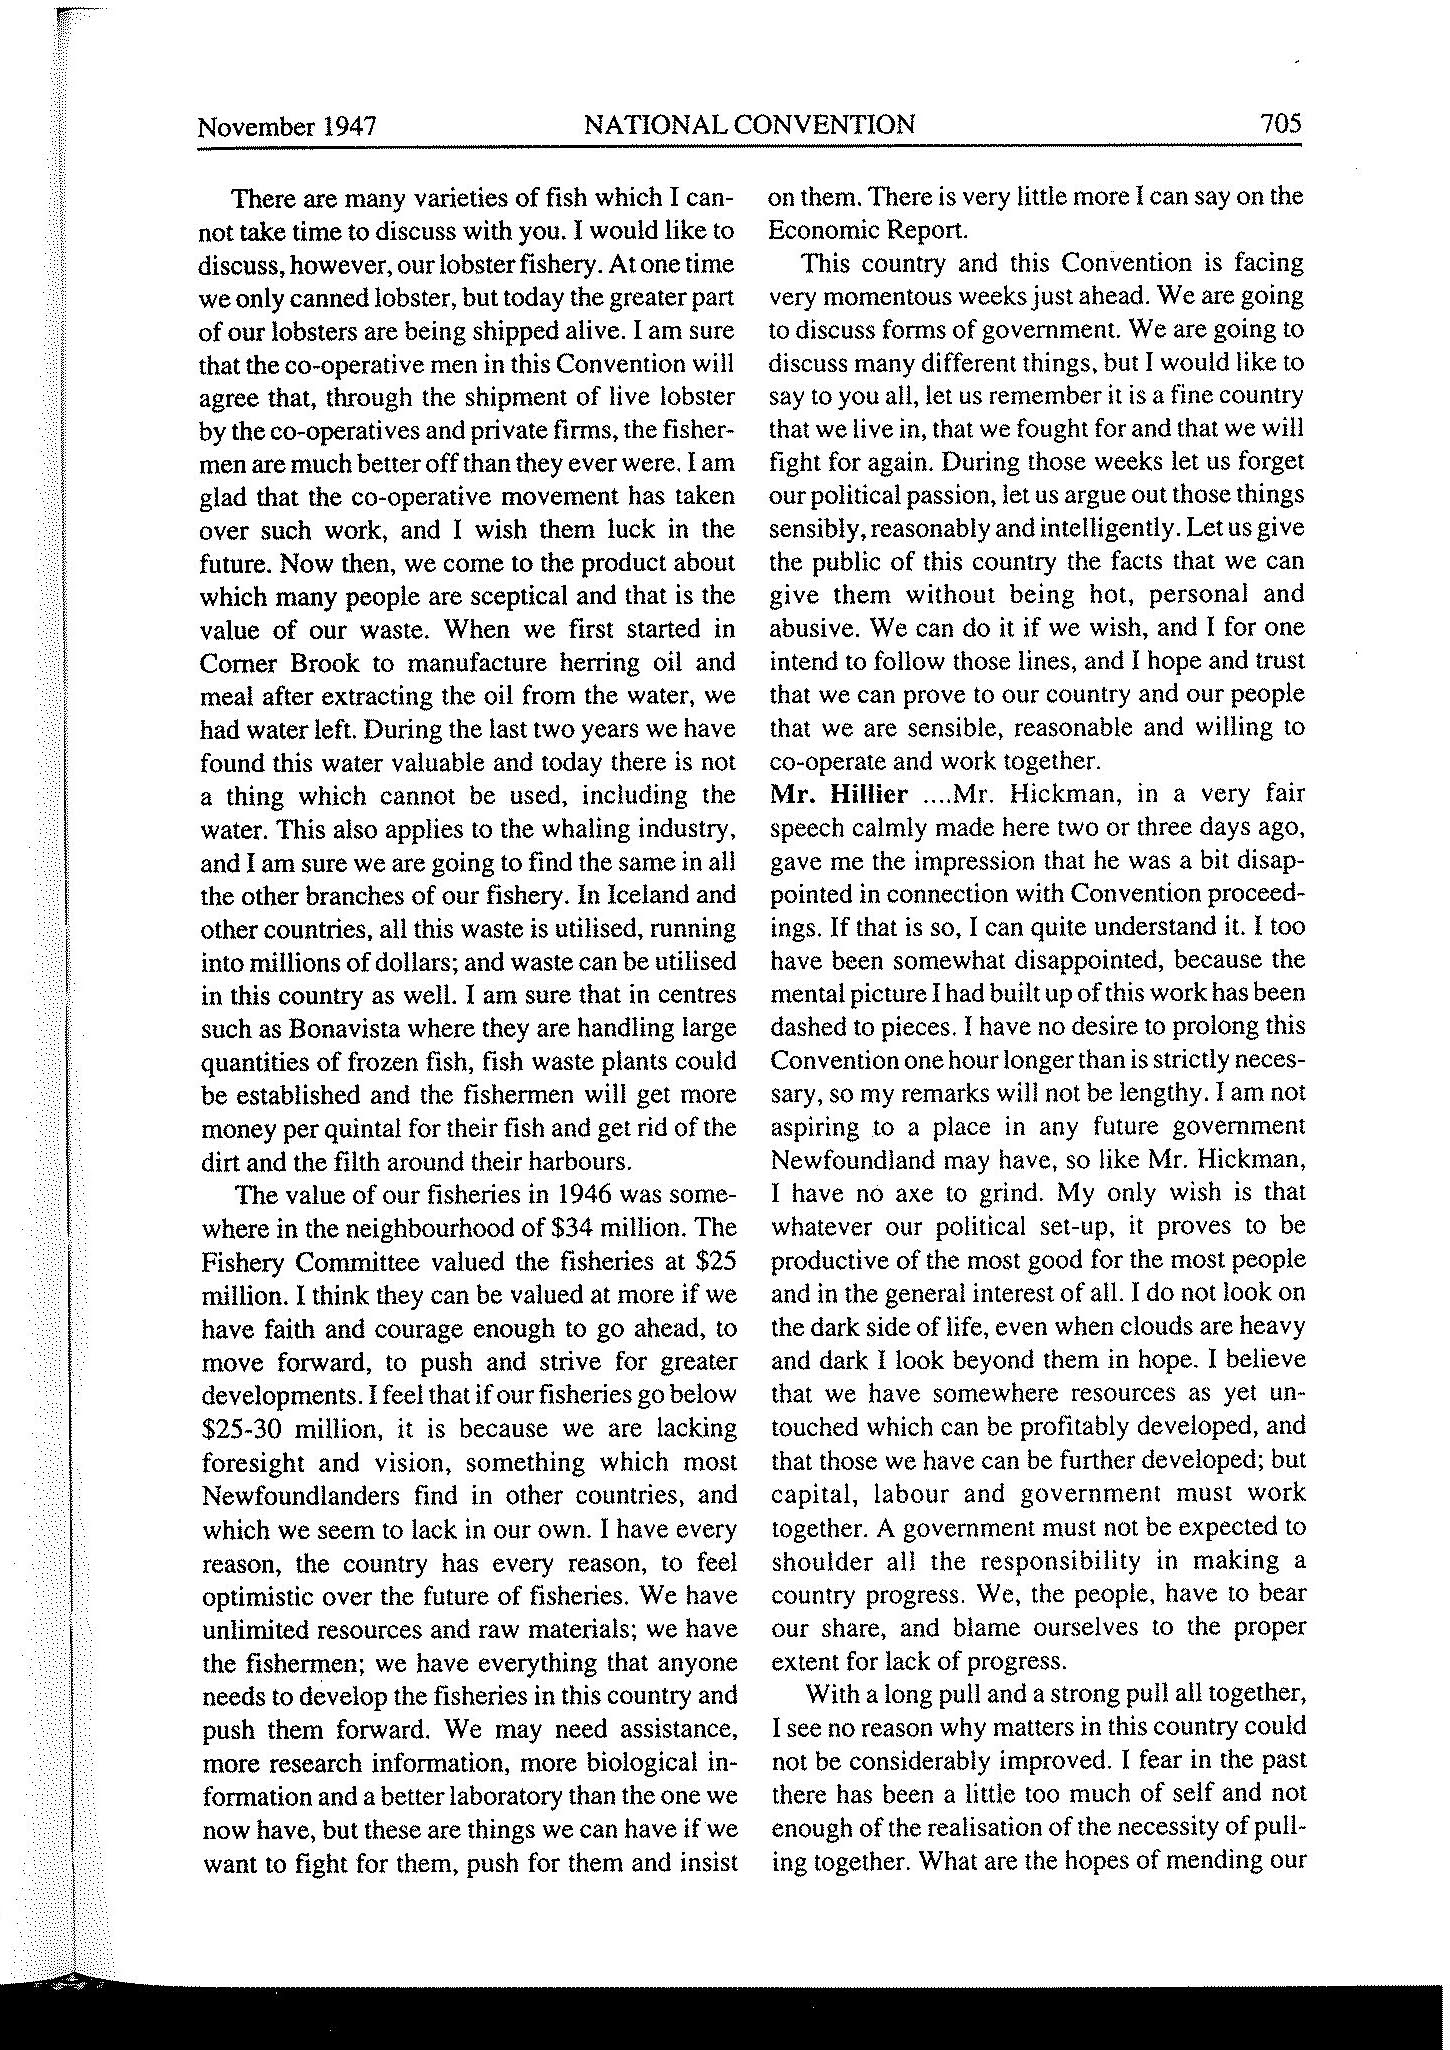 November 1947 NATIONAL CONVENTION 705
There are many varieties of fish which I can-
not take time to discuss with you. I would like to
discuss, however, our lobster fishery. At one time
we only canned lobster, but today the greater part
of our lobsters are being shipped alive. I am sure
that the co-operative men in this Convention will
agree that, through the shipment of live lobster
by the co-operatives and private firms, the fisher-
men are much better off than they ever were. I am
glad that the co-operative movement has taken
over such work, and I wish them luck in the
future. Now then, we come to the product about
which many people are sceptical and that is the
value of our waste. When we first started in
Corner Brook to manufacture herring oil and
meal after extracting the oil from the water, we
had water left. During the last two years we have
found this water valuable and today there is not
a thing which cannot be used, including the
water. This also applies to the whaling industry,
and I am sure we are going to find the same in all
the other branches of our fishery. In Iceland and
other countries, all this waste is utilised, running
into millions of dollars; and waste can be utilised
in this country as well. I am sure that in centres
such as Bonavista where they are handling large
quantities of frozen fish, fish waste plants could
be established and the fishermen will get more
money per quintal for their fish and get rid of the
dirt and the filth around their harbours.
The value of our fisheries in 1946 was some-
where in the neighbourhood of $34 million. The
Fishery Committee valued the fisheries at $25
million. I think they can be valued at more if we
have faith and courage enough to go ahead, to
move forward, to push and strive for greater
developments. I feel that if our fisheries go below
$25-30 million, it is because we are lacking
foresight and vision, something which most
Newfoundlanders find in other countries, and
which we seem to lack in our own. I have every
reason, the country has every reason, to feel
optimistic over the future of fisheries. We have
unlimited resources and raw materials; we have
the fishermen; we have everything that anyone
needs to develop the fisheries in this country and
push them forward. We may need assistance,
more research information, more biological in-
formation and a better laboratory than the one we
now have, but these are things we can have if we
want to fight for them, push for them and insist
on them. There is very little more I can say on the
Economic Report.
This country and this Convention is facing
very momentous weeks just ahead. We are going
to discuss forms of government. We are going to
discuss many different things, but I would like to
say to you all, let us remember it is a fine country
that we live in, that we fought for and that we will
fight for again. During those weeks let us forget
our political passion, let us argue out those things
sensibly, reasonably and intelligently. Let us give
the public of this country the facts that we can
give them without being hot, personal and
abusive. We can do it if we wish, and I for one
intend to follow those lines, and I hope and trust
that we can prove to our country and our people
that we are sensible, reasonable and willing to
co-operate and work together.
Mr. Hillier ....Mr. Hickman, in a very fair
speech calmly made here two or three days ago,
gave me the impression that he was a bit disap-
pointed in connection with Convention proceed-
ings. If that is so, I can quite understand it. I too
have been somewhat disappointed, because the
mental picture I had built up of this work has been
dashed to pieces. I have no desire to prolong this
Convention one hour longer than is strictly neces-
sary, so my remarks will not be lengthy. I am not
aspiring to a place in any future government
Newfoundland may have, so like Mr. Hickman,
I have no axe to grind. My only wish is that
whatever our political set-up, it proves to be
productive of the most good for the most people
and in the general interest of all. I do not look on
the dark side of life, even when clouds are heavy
and dark I look beyond them in hope. I believe
that we have somewhere resources as yet un-
touched which can be profitably developed, and
that those we have can be further developed; but
capital, labour and government must work
together. A government must not be expected to
shoulder all the responsibility in making a
country progress. We, the people, have to bear
our share, and blame ourselves to the proper
extent for lack of progress.
With a long pull and a strong pull all together,
I see no reason why matters in this country could
not be considerably improved. I fear in the past
there has been a little too much of self and not
enough of the realisation of the necessity of pull-
ing together. What are the hopes of mending our